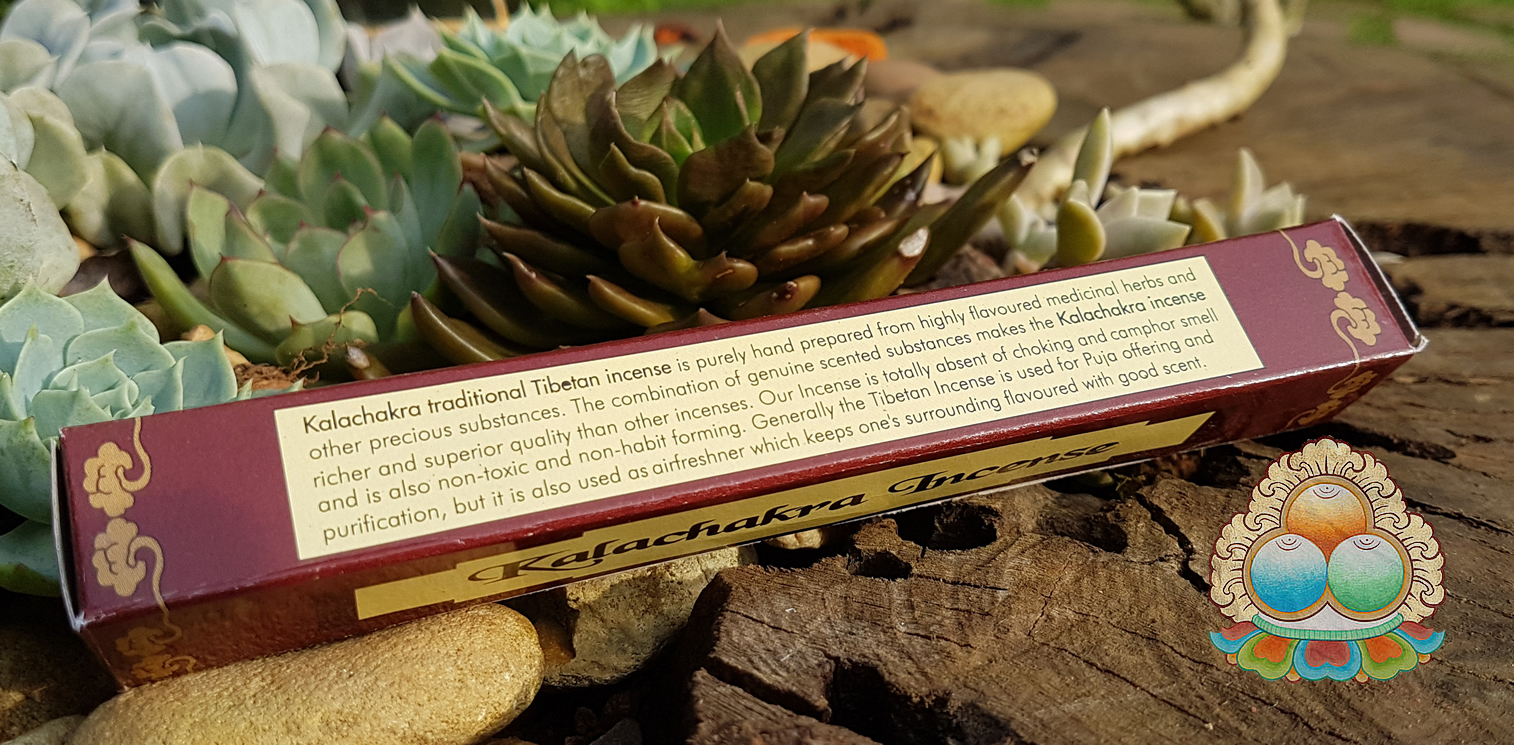 Kalachakra traditional Tibetan incense is purely hand prepared from highly flavoured medicinal herbs and
other precious substances. The combination of genuine scented substances makes the Kalachakra incense
richer and superior quality than other incenses. Our Incense is totally absent of choking and camphor smell
and is also non-toxic and non-habit forming. Generally the Tibetan Incense is used for Puja offering and
purification, but it is also used as airfreshner which keeps one's surrounding flavoured with good scent.
Kalachakra Incense